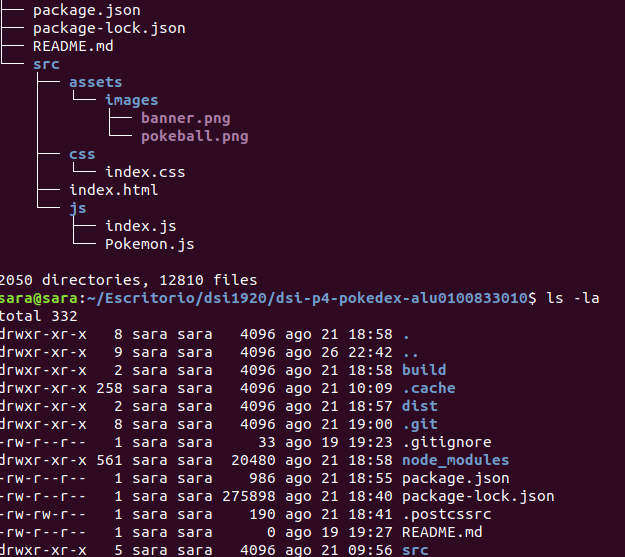 ├── package.json
├── package-lock.json
├── README.md
└── src
    ├── assets
    │   └── images
    │       ├── banner.png
    │       └── pokeball.png
    ├── css
    │   └── index.css
    ├── index.html
    └── js
        ├── index.js
        └── Pokemon.js
2050 directories, 12810 files
sara@sara:~/Escritorio/dsi1920/dsi-p4-pokedex-alu0100833010$ ls -la
total 332
drwxr-xr-x   8 sara sara   4096 ago 21 18:58 .
drwxr-xr-x   9 sara sara   4096 ago 26 22:42 ..
drwxr-xr-x   2 sara sara   4096 ago 21 18:58 build
drwxr-xr-x 258 sara sara   4096 ago 21 10:09 .cache
drwxr-xr-x   2 sara sara   4096 ago 21 18:57 dist
drwxr-xr-x   8 sara sara   4096 ago 21 19:00 .git
-rw-r--r--   1 sara sara     33 ago 19 19:23 .gitignore
drwxr-xr-x 561 sara sara  20480 ago 21 18:58 node_modules
-rw-r--r--   1 sara sara    986 ago 21 18:55 package.json
-rw-r--r--   1 sara sara 275898 ago 21 18:40 package-lock.json
-rw-rw-r--   1 sara sara    190 ago 21 18:41 .postcssrc
-rw-r--r--   1 sara sara      0 ago 19 19:27 README.md
drwxr-xr-x   5 sara sara   4096 ago 21 09:56 src